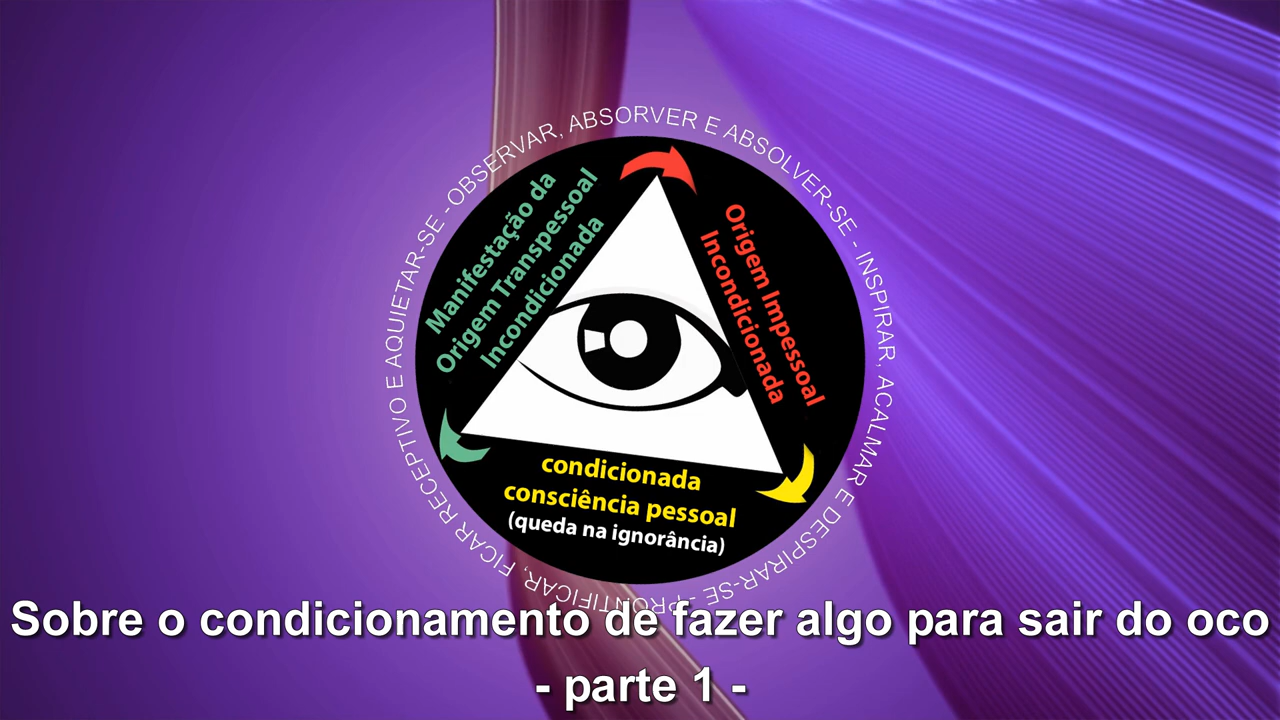 OBSERVAR, ABSORVER E ABSOLVER-SE - INSPIRAR, ACALMAR E DESPIRAR-SE -PRONTIFICAR, FICAR RECEPTIVO E AQUIETAR-SE -
Manifestação da
Origem Transpessoal
Incondicionada
Origem Impessoal
Incondicionada
condicionada
consciência pessoal
(queda na ignorância)
Sobre o condicionamento de fazer algo para sair do oco
- parte 1 -